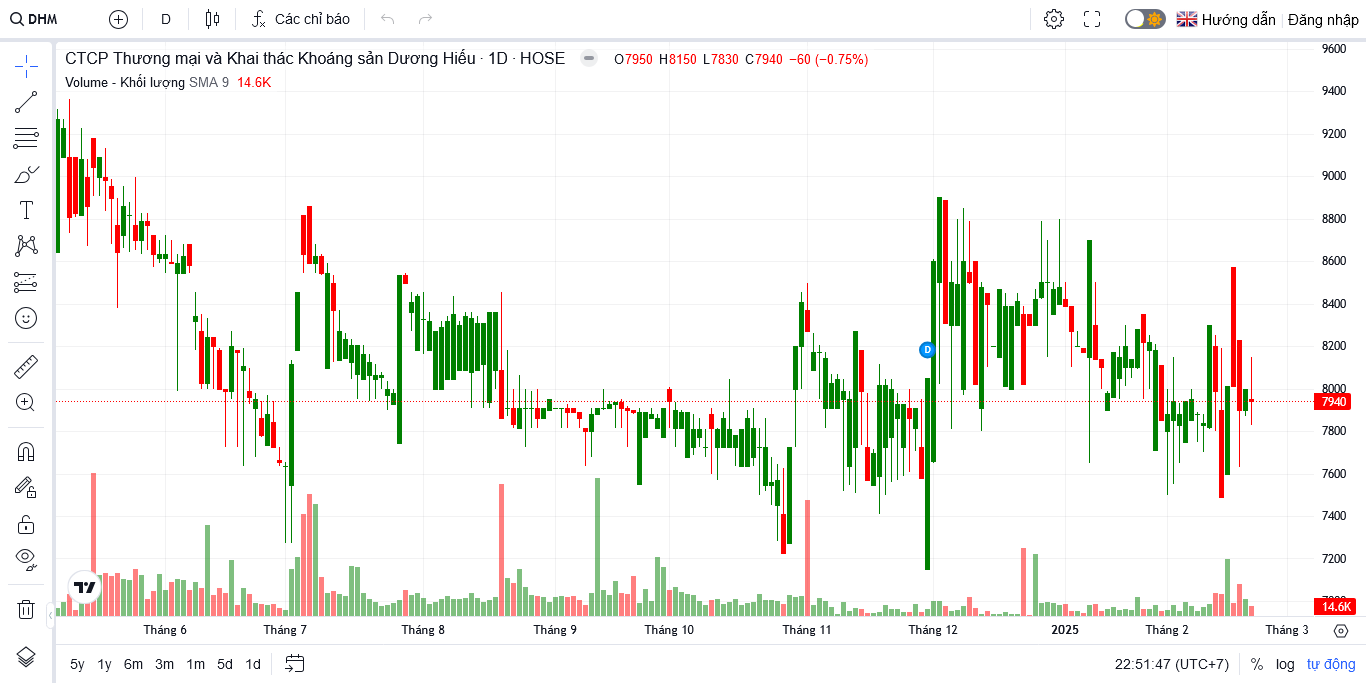 DHM D Các chỉ báo Hướng dẫn Đăng nhập
CTCP Thương mại và Khai thác Khoáng sản Dương Hiếu · 1D · HOSE O7950 H8150 L7830 C7940 −60 (−0.75%)
Volume - Khối lượng SMA 9 14.6K
9600
9400
9200
9000
8800
8600
8400
8200
8000
7940
7800
7600
7400
7200
14.6K
D
Tháng 6 Tháng 7 Tháng 8 Tháng 9 Tháng 10 Tháng 11 Tháng 12 2025 Tháng 2 Tháng 3
5y 1y 6m 3m 1m 5d 1d 22:51:47 (UTC+7) % log tự động